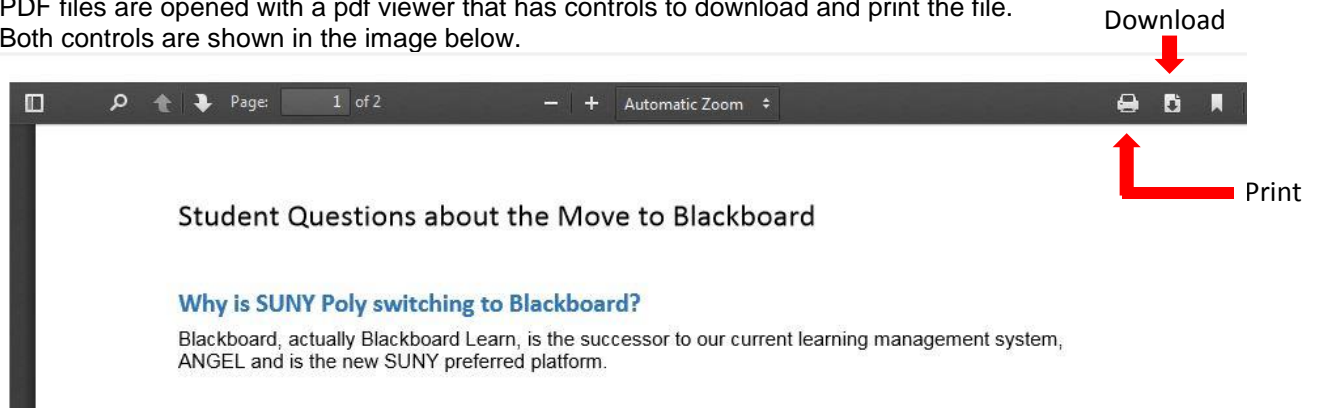 PDF files are opened with a pdf viewer that has controls to download and print the file.
Both controls are shown in the image below.
Download
Page: 1 of 2 Automatic Zoom
Print
Student Questions about the Move to Blackboard
Why is SUNY Poly switching to Blackboard?
Blackboard, actually Blackboard Learn, is the successor to our current learning management system,
ANGEL and is the new SUNY preferred platform.